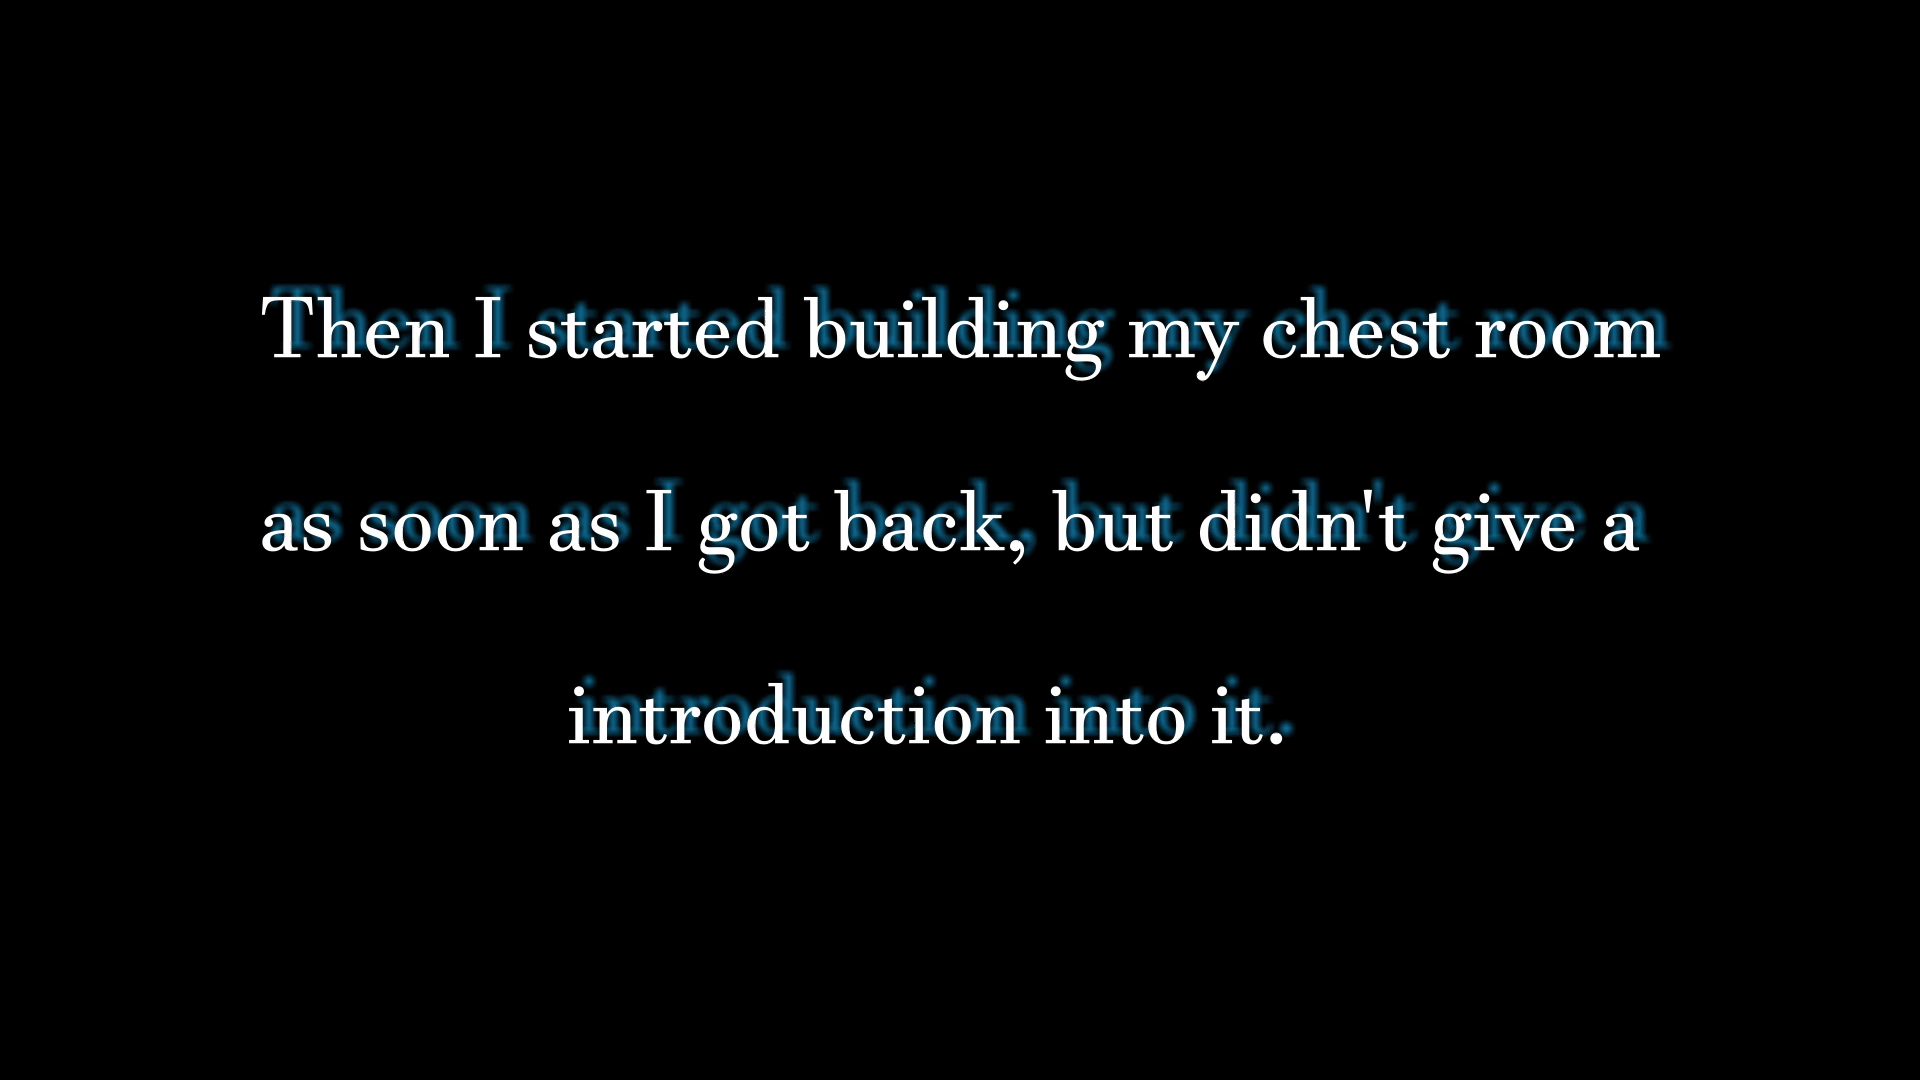 Then I started building my chest room
as soon as I got back, but didn't give a
introduction into it.